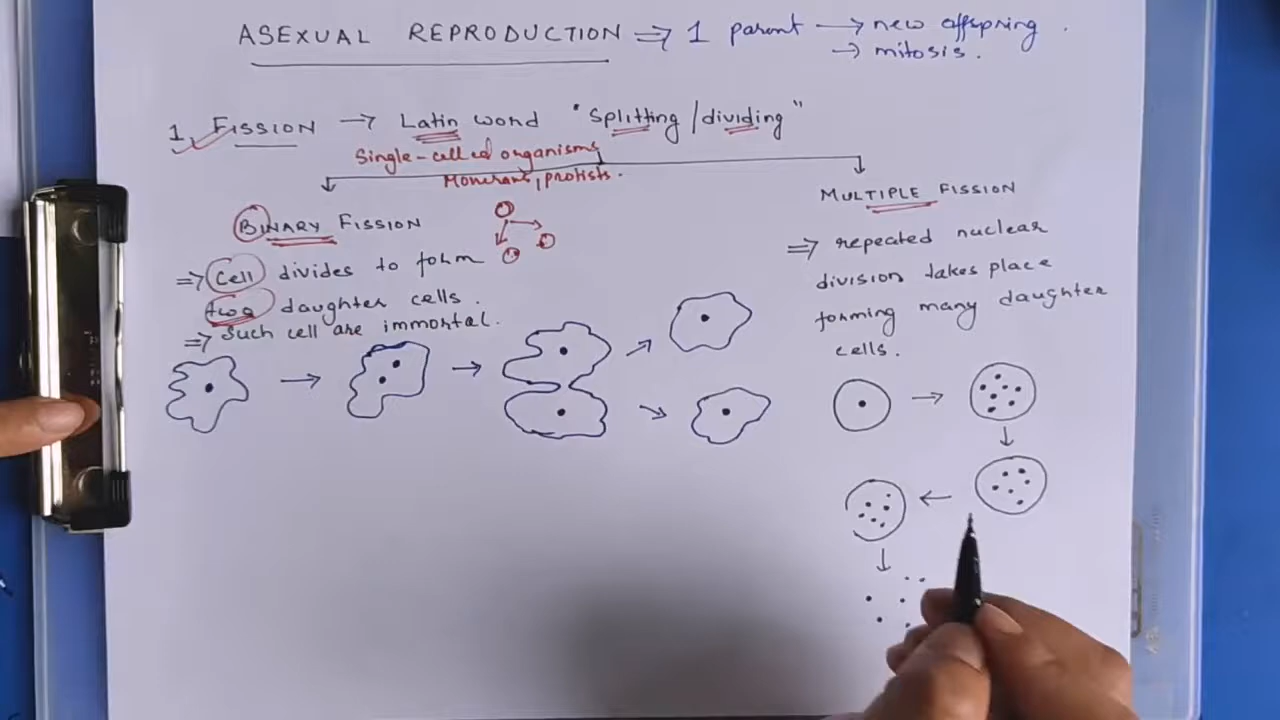 ASEXUAL REPRODUCTION ⇒ 1 parent → new offspring.
→ mitosis.
1. FISSION → Latin word "Splitting/dividing"
Single-celled organisms
Monerans, protists.
BINARY FISSION
⇒ Cell divides to form
two daughter cells.
⇒ Such cell are immortal.
MULTIPLE FISSION
⇒ repeated nuclear
division takes place
forming many daughter
cells.